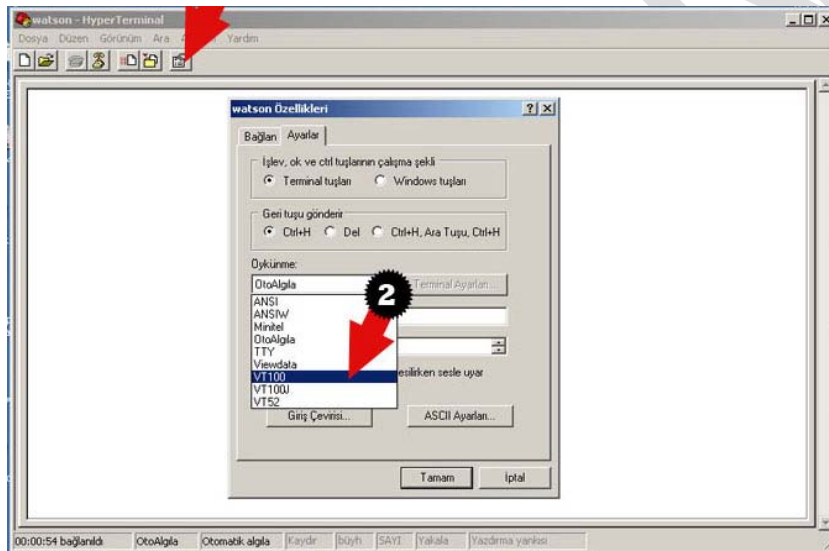 watson - HyperTerminal
Dosya Düzen Görünüm Ara Yardım
watson Özellikleri
Bağlan Ayarlar
İşlev, ok ve ctrl tuşlarının çalışma şekli
Terminal tuşları Windows tuşları
Geri tuşu gönderir
Ctrl+H Del Ctrl+H, Ara Tuşu, Ctrl+H
Öykünme:
OtoAlgıla Terminal Ayarları...
2
ANSI
ANSIW
Minitel
OtoAlgıla
TTY
Viewdata
VT100
esilirken sesle uyar
VT100J
VT52
Giriş Çevirisi... ASCII Ayarları...
Tamam İptal
00:00:54 bağlanıldı OtoAlgıla Otomatik algıla Kaydır büyh SAYI Yakala Yazdırma yankısı